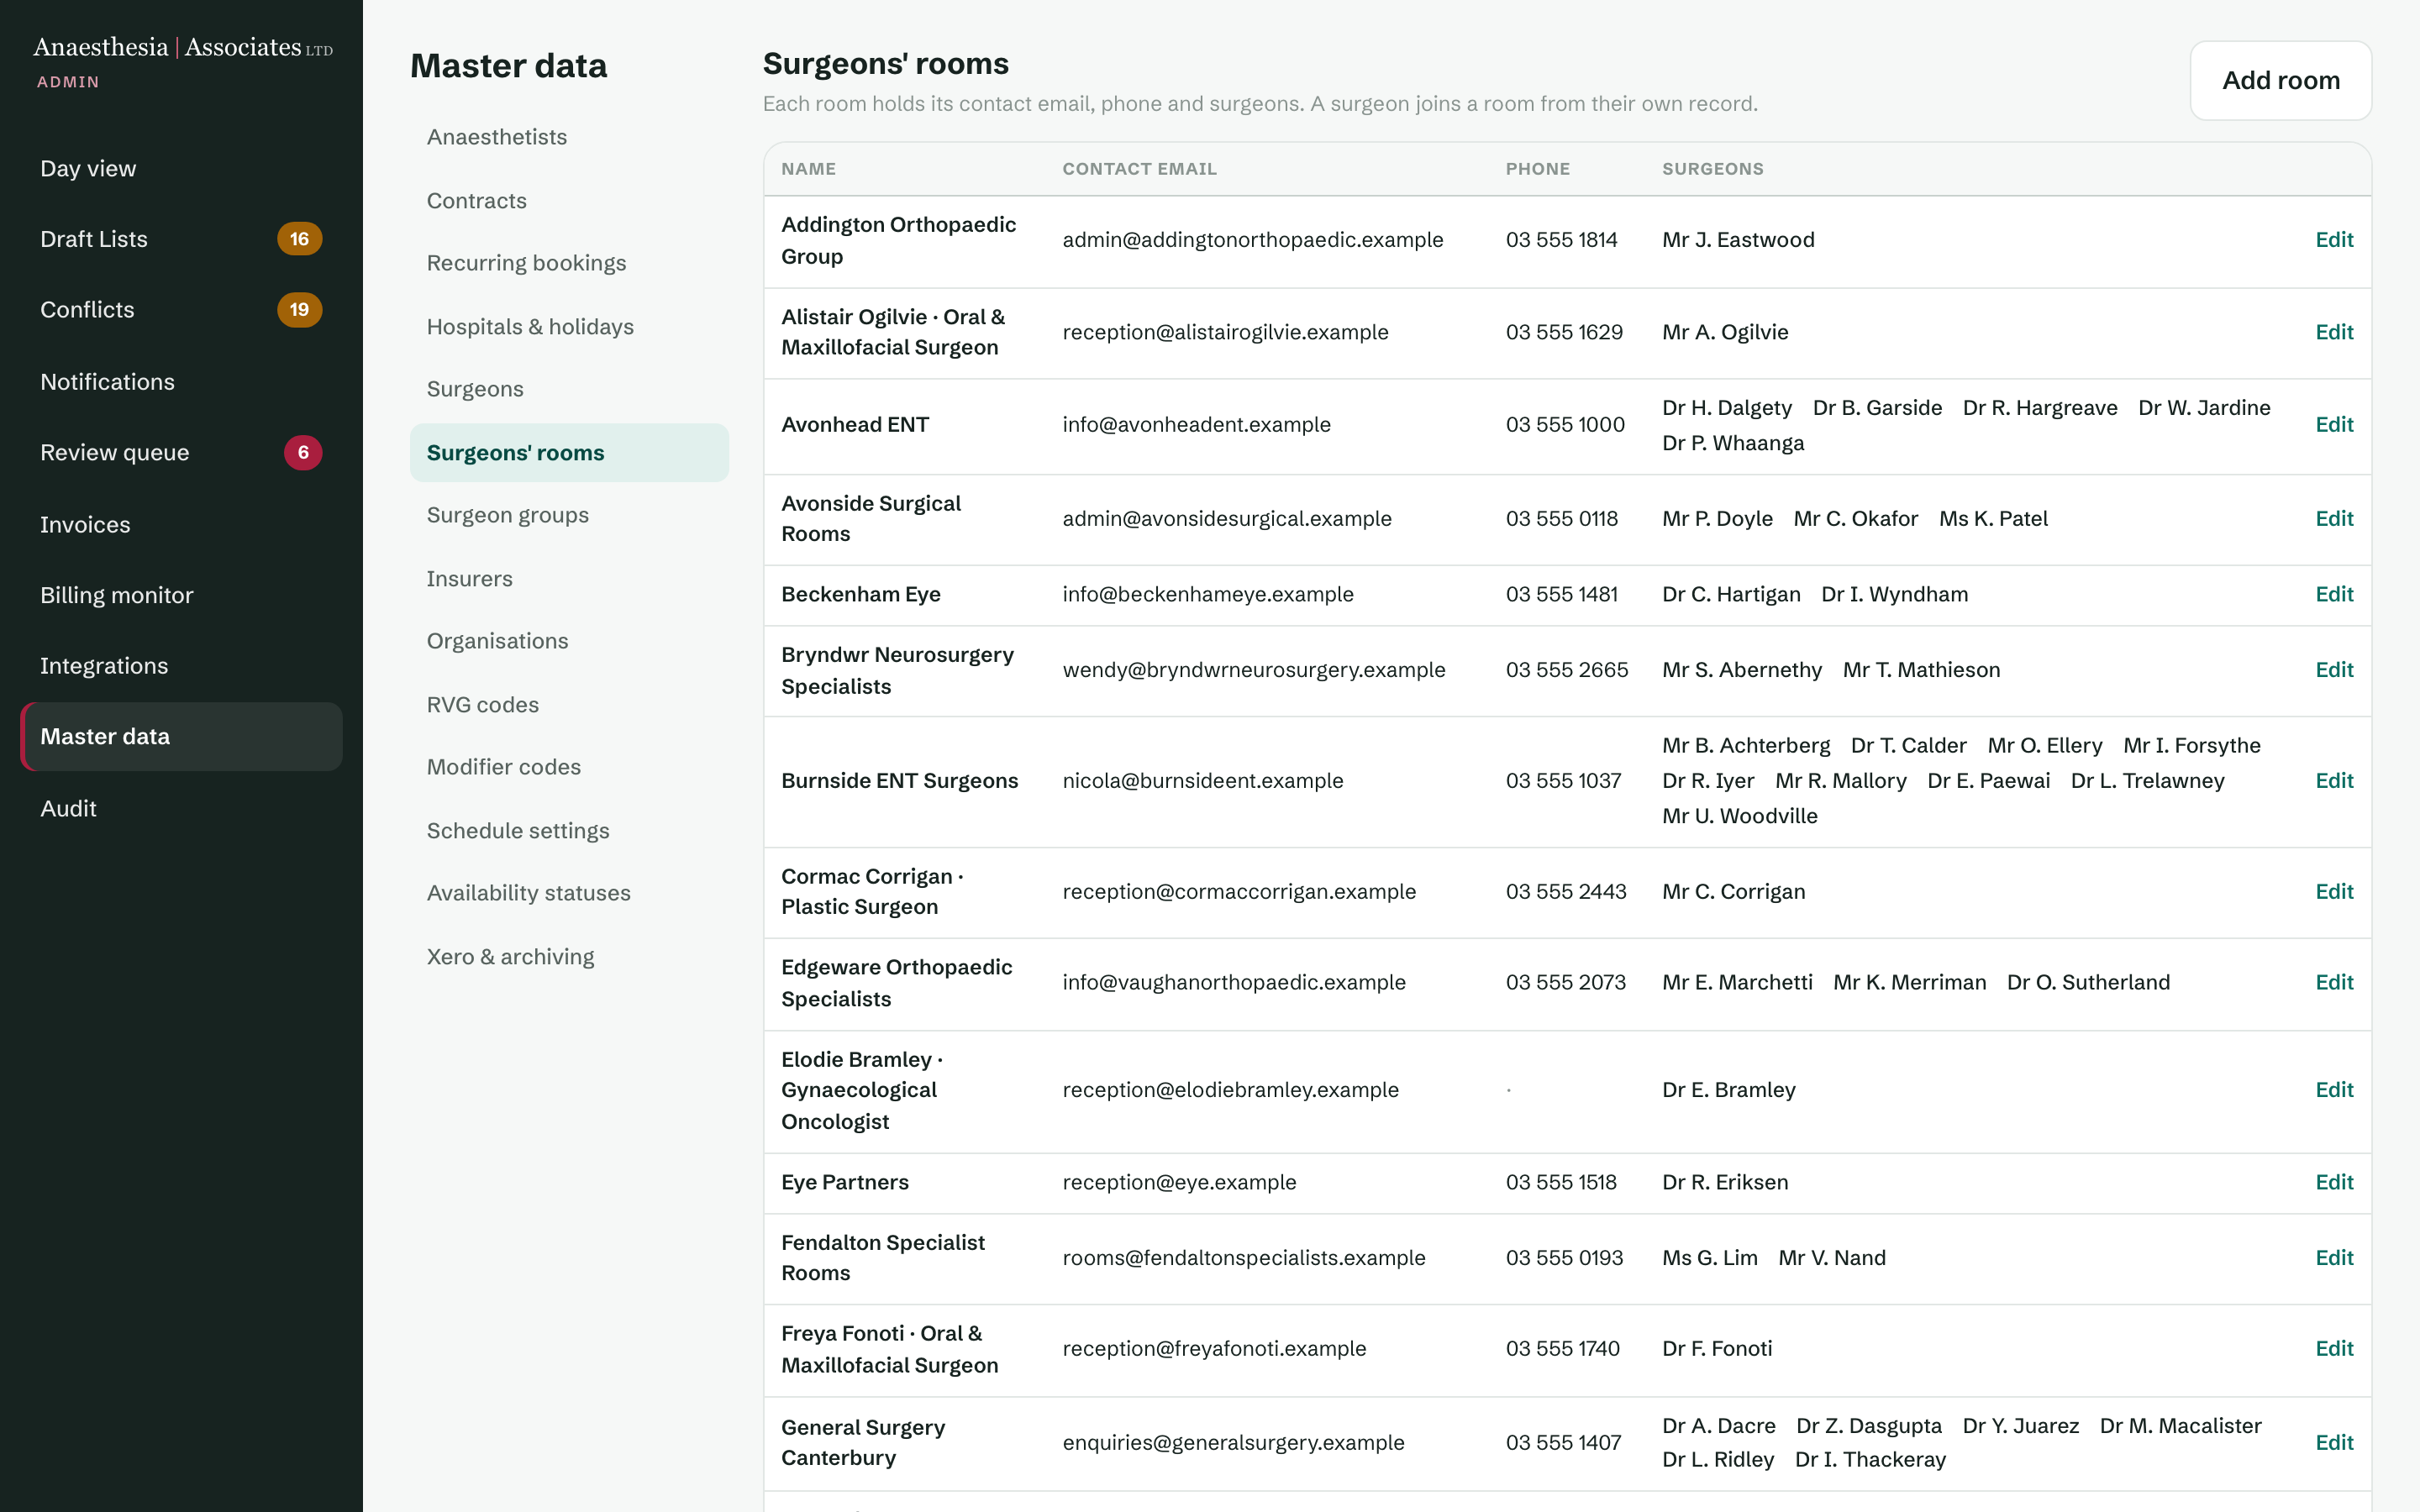 Anaesthesia | Associates LTD
ADMIN
Day view
Draft Lists 16
Conflicts 19
Notifications
Review queue 6
Invoices
Billing monitor
Integrations
Master data
Audit
Master data
Anaesthetists
Contracts
Recurring bookings
Hospitals & holidays
Surgeons
Surgeons' rooms
Surgeon groups
Insurers
Organisations
RVG codes
Modifier codes
Schedule settings
Availability statuses
Xero & archiving
Surgeons' rooms
Each room holds its contact email, phone and surgeons. A surgeon joins a room from their own record.
Add room
NAME CONTACT EMAIL PHONE SURGEONS
Addington Orthopaedic
Group
admin@addingtonorthopaedic.example 03 555 1814 Mr J. Eastwood Edit
Alistair Ogilvie · Oral &
Maxillofacial Surgeon
reception@alistairogilvie.example 03 555 1629 Mr A. Ogilvie Edit
Avonhead ENT info@avonheadent.example 03 555 1000
Dr H. Dalgety Dr B. Garside Dr R. Hargreave Dr W. Jardine
Dr P. Whaanga
Edit
Avonside Surgical
Rooms
admin@avonsidesurgical.example 03 555 0118 Mr P. Doyle Mr C. Okafor Ms K. Patel Edit
Beckenham Eye info@beckenhameye.example 03 555 1481 Dr C. Hartigan Dr I. Wyndham Edit
Bryndwr Neurosurgery
Specialists
wendy@bryndwrneurosurgery.example 03 555 2665 Mr S. Abernethy Mr T. Mathieson Edit
Burnside ENT Surgeons nicola@burnsideent.example 03 555 1037
Mr B. Achterberg Dr T. Calder Mr O. Ellery Mr I. Forsythe
Dr R. Iyer Mr R. Mallory Dr E. Paewai Dr L. Trelawney
Mr U. Woodville
Edit
Cormac Corrigan ·
Plastic Surgeon
reception@cormaccorrigan.example 03 555 2443 Mr C. Corrigan Edit
Edgeware Orthopaedic
Specialists
info@vaughanorthopaedic.example 03 555 2073 Mr E. Marchetti Mr K. Merriman Dr O. Sutherland Edit
Elodie Bramley ·
Gynaecological
Oncologist
reception@elodiebramley.example · Dr E. Bramley Edit
Eye Partners reception@eye.example 03 555 1518 Dr R. Eriksen Edit
Fendalton Specialist
Rooms
rooms@fendaltonspecialists.example 03 555 0193 Ms G. Lim Mr V. Nand Edit
Freya Fonoti · Oral &
Maxillofacial Surgeon
reception@freyafonoti.example 03 555 1740 Dr F. Fonoti Edit
General Surgery
Canterbury
enquiries@generalsurgery.example 03 555 1407
Dr A. Dacre Dr Z. Dasgupta Dr Y. Juarez Dr M. Macalister
Dr L. Ridley Dr I. Thackeray
Edit